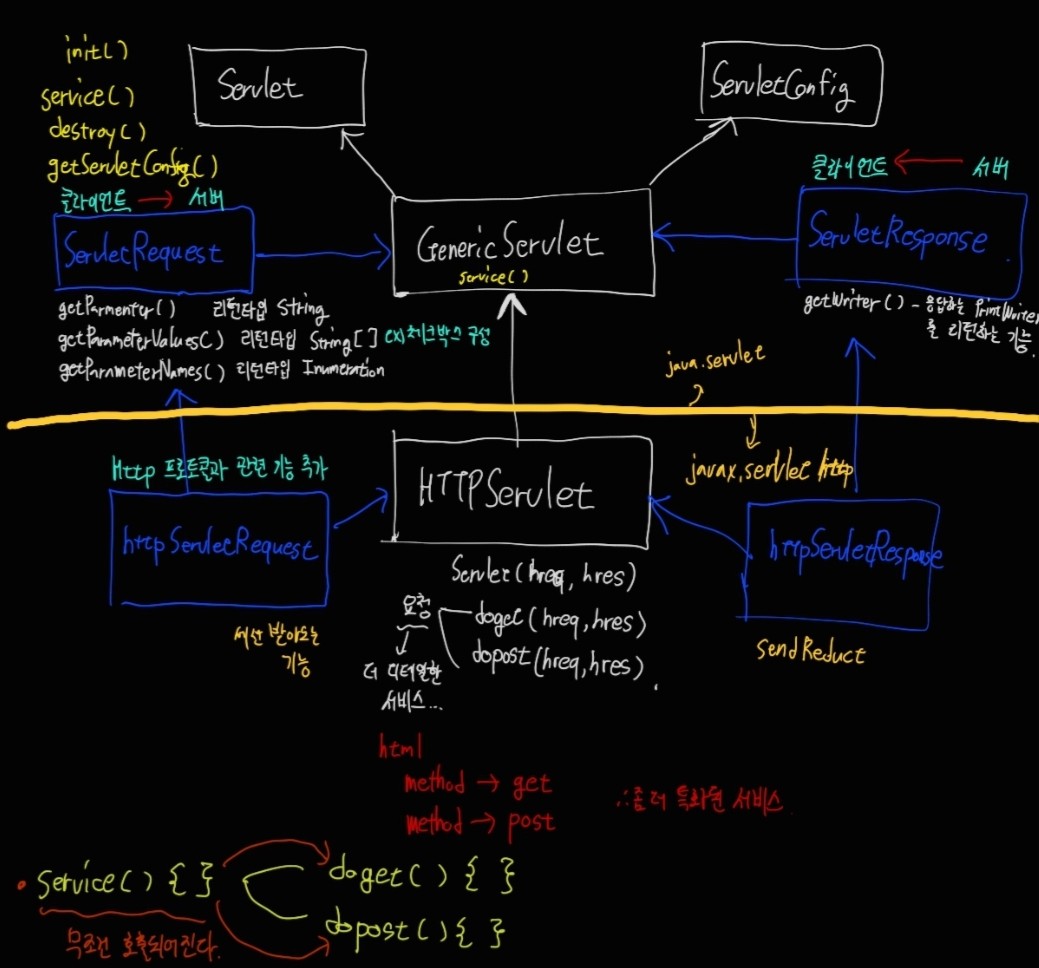 init()
service()
destroy()
getServletConfig()
Servlet
ServletConfig
클라이언트 → 서버
ServletRequest
GenericServlet
service()
클라이언트 ← 서버
ServletResponse
getParmenter() 리턴타입 String
getParameterValues() 리턴타입 String[] ex)체크박스 구성
getParameterNames() 리턴타입 Inumeration
getWriter() - 응답하는 PrintWriter
를 리턴하는 기능.
java.servlet
javax.servlet http
Http 프로토콜과 관련 기능 추가
httpServletRequest
세션 받아오는
기능
HTTPServlet
httpServletResponse
sendReduct
Servlet(hreq, hres)
요청
doget(hreq,hres)
dopost(hreq,hres)
더 디테일한
서비스...
html
method → get
method → post
∴좀더 특화된 서비스
service() { }
무조건 호출되어진다.
doget() { }
dopost() { }